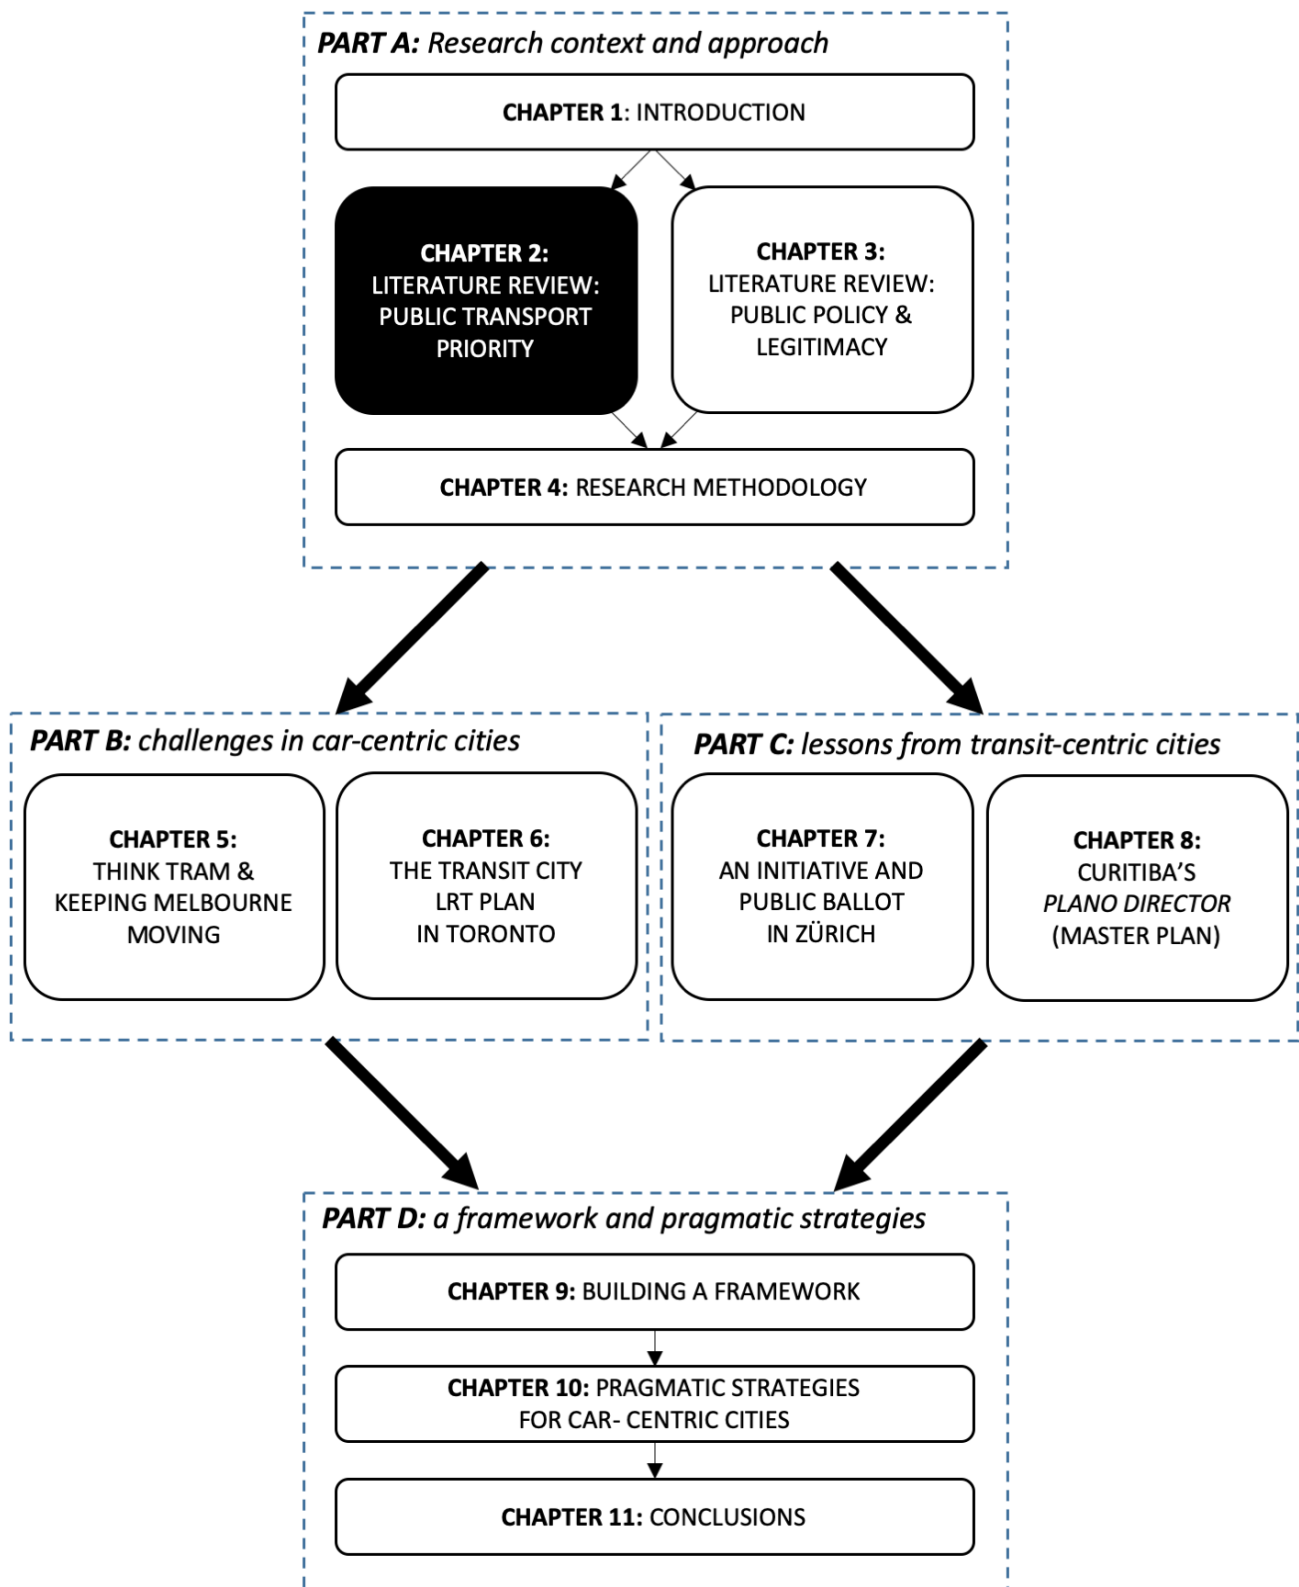 PART A: Research context and approach
CHAPTER 1: INTRODUCTION
CHAPTER 2:
LITERATURE REVIEW:
PUBLIC TRANSPORT
PRIORITY
CHAPTER 3:
LITERATURE REVIEW:
PUBLIC POLICY &
LEGITIMACY
CHAPTER 4: RESEARCH METHODOLOGY
PART B: challenges in car-centric cities
CHAPTER 5:
THINK TRAM &
KEEPING MELBOURNE
MOVING
CHAPTER 6:
THE TRANSIT CITY
LRT PLAN
IN TORONTO
PART C: lessons from transit-centric cities
CHAPTER 7:
AN INITIATIVE AND
PUBLIC BALLOT
IN ZÜRICH
CHAPTER 8:
CURITIBA’S
PLANO DIRECTOR
(MASTER PLAN)
PART D: a framework and pragmatic strategies
CHAPTER 9: BUILDING A FRAMEWORK
CHAPTER 10: PRAGMATIC STRATEGIES
FOR CAR- CENTRIC CITIES
CHAPTER 11: CONCLUSIONS